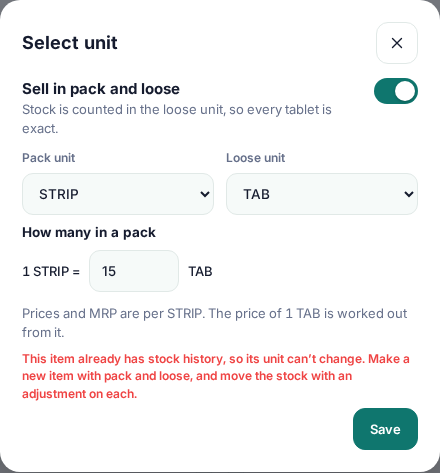 Select unit
Sell in pack and loose
Stock is counted in the loose unit, so every tablet is
exact.
Pack unit
Loose unit
STRIP
TAB
How many in a pack
1 STRIP = 15 TAB
Prices and MRP are per STRIP. The price of 1 TAB is worked out
from it.
This item already has stock history, so its unit can’t change. Make a
new item with pack and loose, and move the stock with an
adjustment on each.
Save